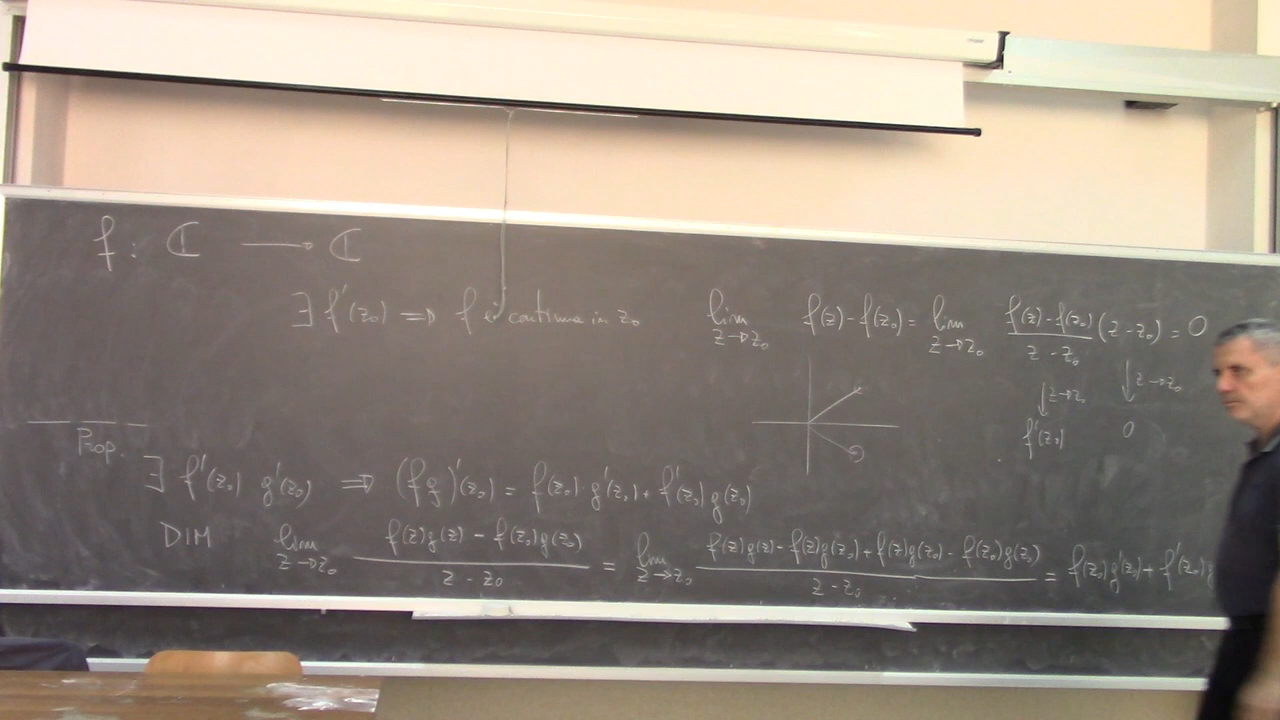 f : ℂ ⟶ ℂ
∃ f'(z₀) ⇒ f è continua in z₀
lim z→z₀ f(z) - f(z₀) = lim z→z₀ (f(z) - f(z₀))/(z - z₀) (z - z₀) = 0
↓ z→z₀ ↓ z→z₀
f'(z₀) 0
Prop.
∃ f'(z₀) g'(z₀) ⇒ (fg)'(z₀) = f(z₀) · g'(z₀) + f'(z₀) g(z₀)
DIM lim z→z₀ (f(z)g(z) - f(z₀)g(z₀))/(z - z₀) = lim z→z₀ (f(z)g(z) - f(z)g(z₀) + f(z)g(z₀) - f(z₀)g(z₀))/(z - z₀) = f(z₀)g'(z₀) + f'(z₀)g